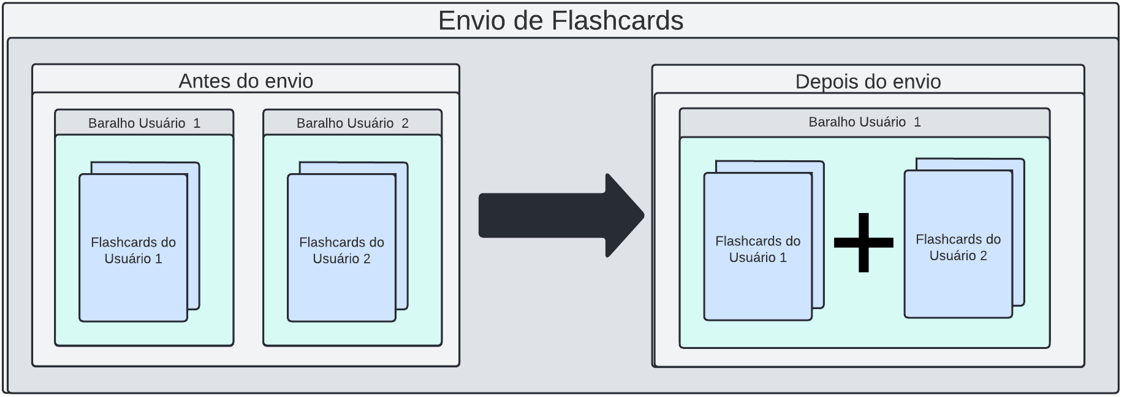 Envio de Flashcards
Antes do envio
Baralho Usuário 1
Flashcards do
Usuário 1
Baralho Usuário 2
Flashcards do
Usuário 2
Depois do envio
Baralho Usuário 1
Flashcards do
Usuário 1
Flashcards do
Usuário 2